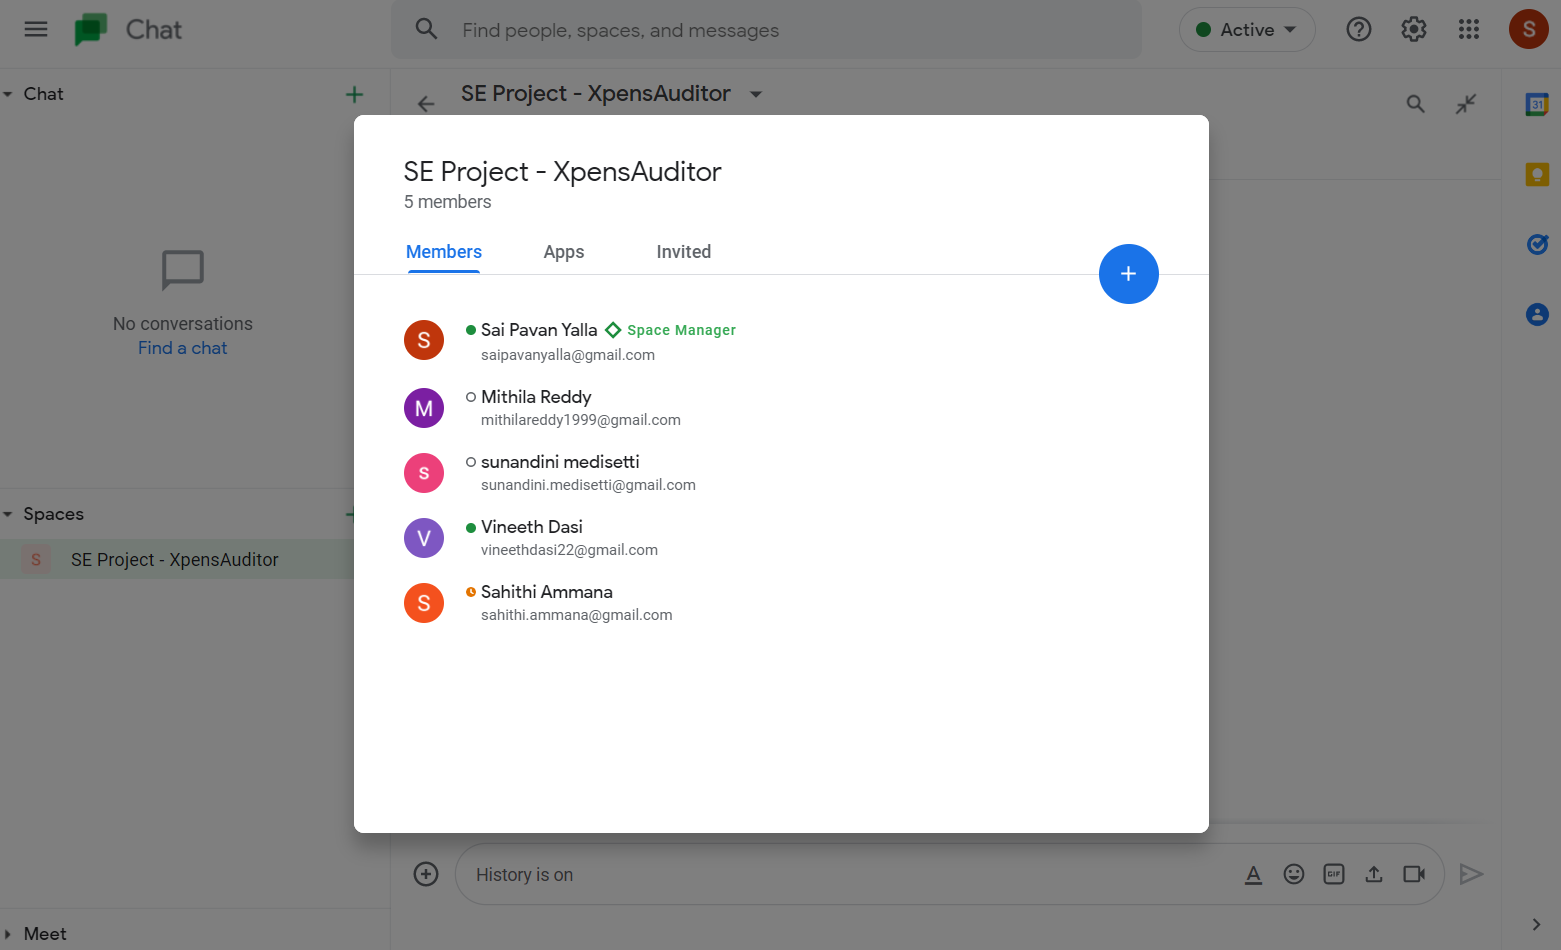 Chat
Find people, spaces, and messages
Active
S
Chat
SE Project - XpensAuditor
31
No conversations
Find a chat
Spaces
S
SE Project - XpensAuditor
Meet
SE Project - XpensAuditor
5 members
Members
Apps
Invited
S
Sai Pavan Yalla
Space Manager
saipavanyalla@gmail.com
M
Mithila Reddy
mithilareddy1999@gmail.com
s
sunandini medisetti
sunandini.medisetti@gmail.com
V
Vineeth Dasi
vineethdasi22@gmail.com
S
Sahithi Ammana
sahithi.ammana@gmail.com
History is on
A
GIF